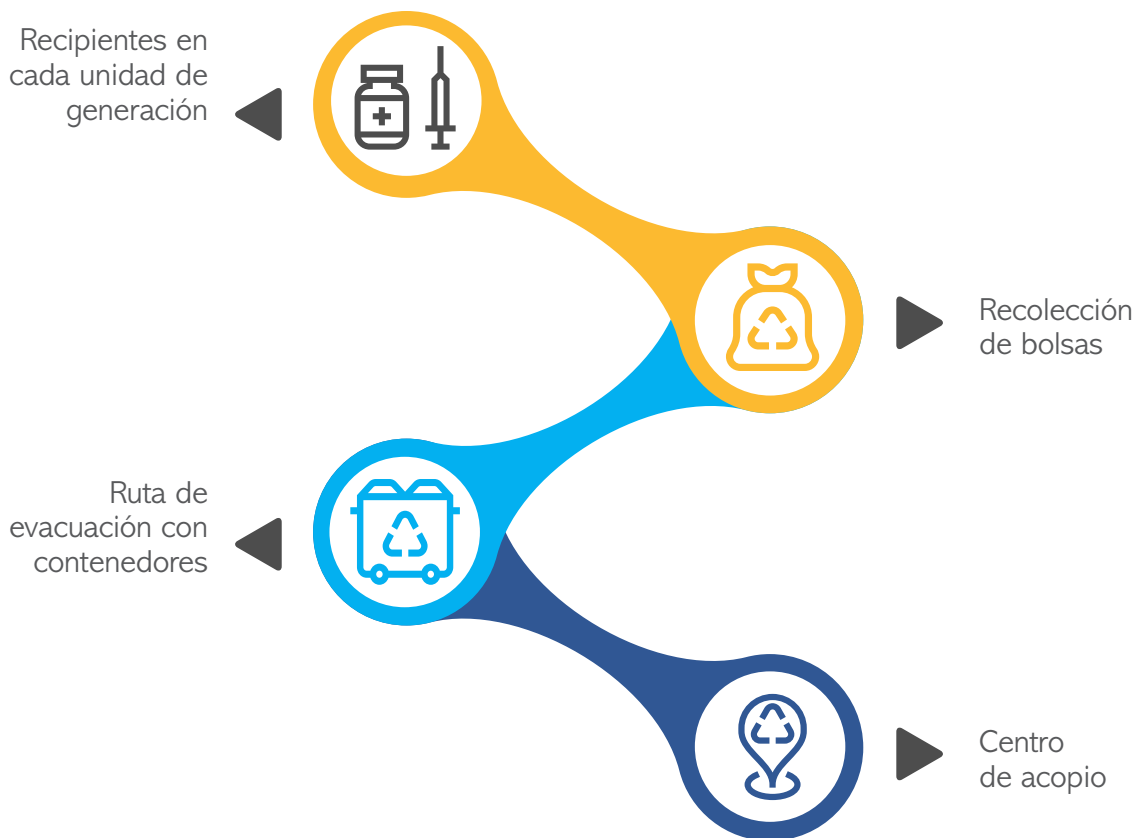 Recipientes en
cada unidad de
generación
Recolección
de bolsas
Ruta de
evacuación con
contenedores
Centro
de acopio